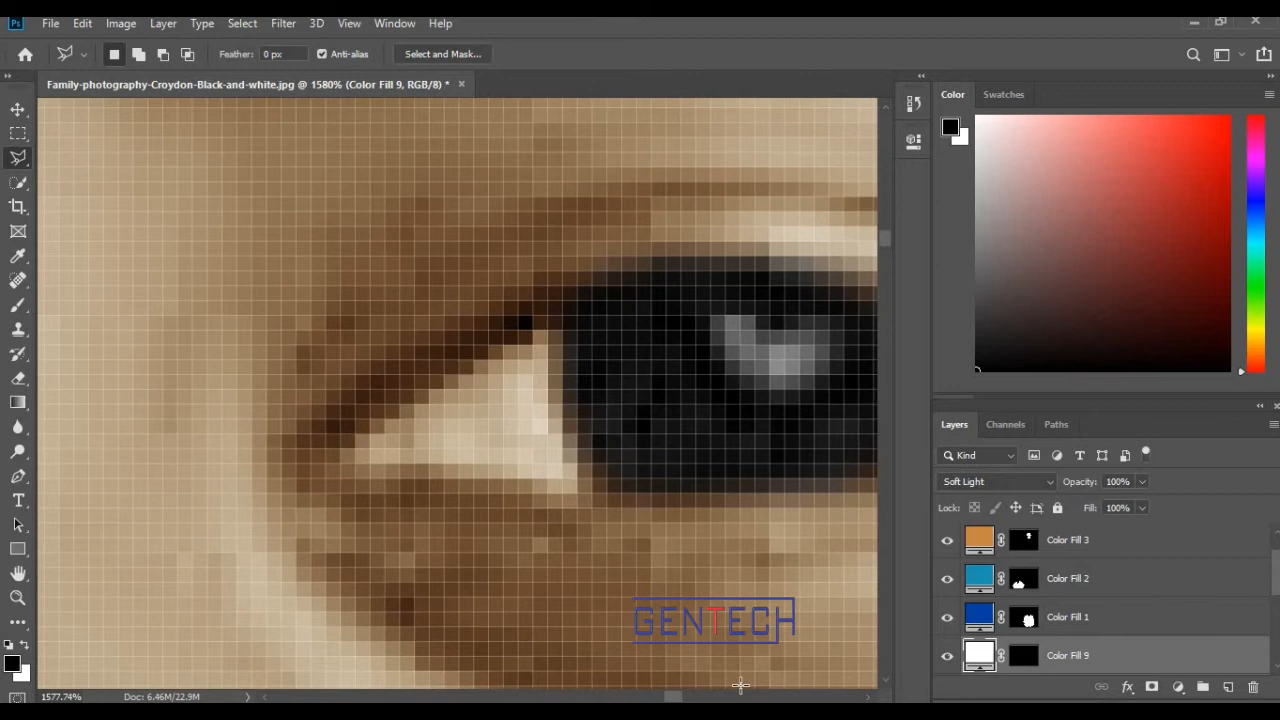 Ps File Edit Image Layer Type Select Filter 3D View Window Help
Feather: 0 px Anti-alias Select and Mask...
Family-photography-Croydon-Black-and-white.jpg @ 1580% (Color Fill 9, RGB/8) *
Color Swatches
Layers Channels Paths
Kind
Soft Light Opacity: 100%
Lock: Fill: 100%
Color Fill 3
Color Fill 2
Color Fill 1
Color Fill 9
GENTECH
1577.74% Doc: 6.46M/22.9M